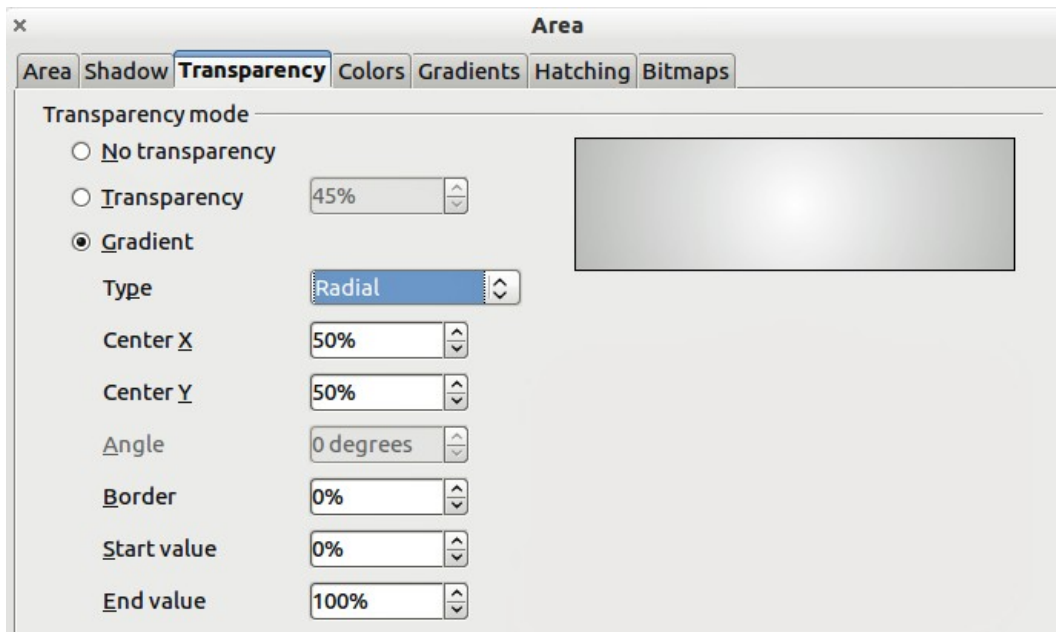 Area
Area Shadow Transparency Colors Gradients Hatching Bitmaps
Transparency mode
No transparency
Transparency 45%
Gradient
Type Radial
Center X 50%
Center Y 50%
Angle 0 degrees
Border 0%
Start value 0%
End value 100%